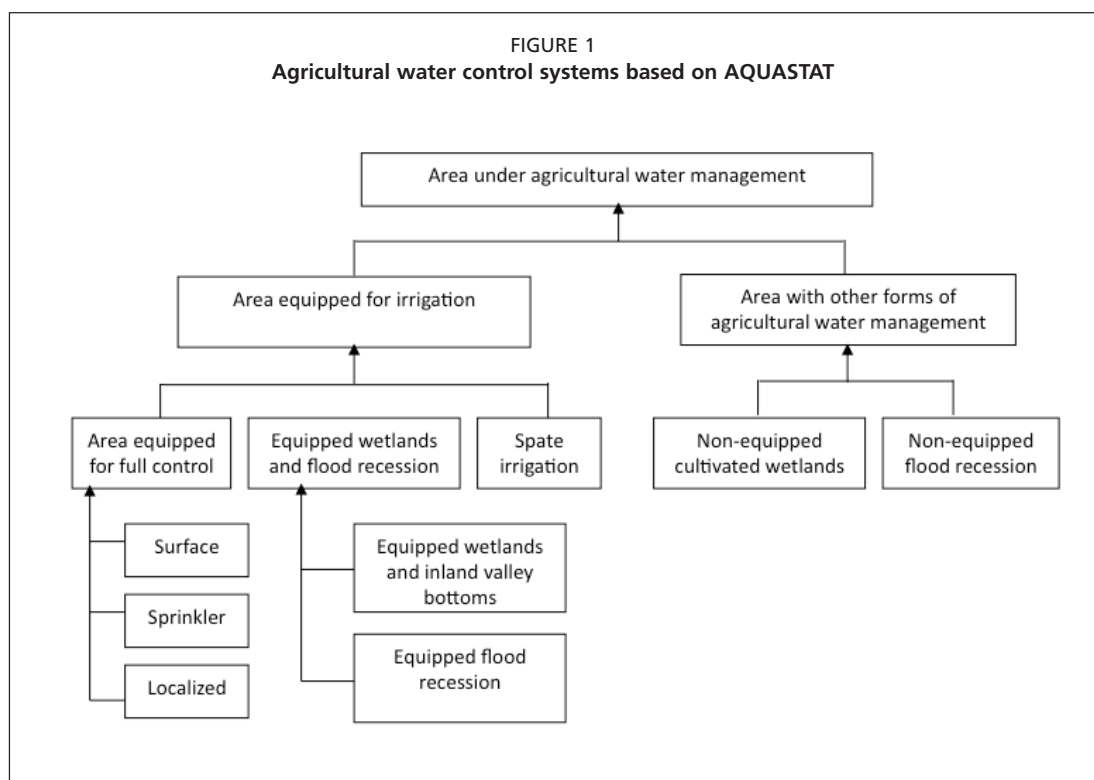 FIGURE 1
Agricultural water control systems based on AQUASTAT
Area under agricultural water management
Area equipped for irrigation
Area with other forms of
agricultural water management
Area equipped
for full control
Equipped wetlands
and flood recession
Spate
irrigation
Non-equipped
cultivated wetlands
Non-equipped
flood recession
Surface
Sprinkler
Localized
Equipped wetlands
and inland valley
bottoms
Equipped flood
recession